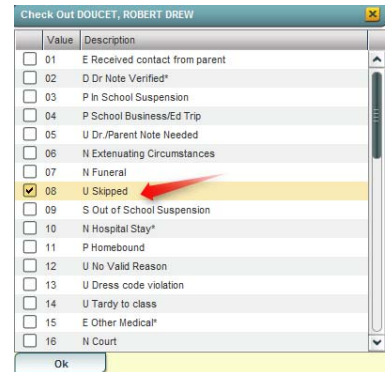 Check Out DOUCET, ROBERT DREW
Value Description
01 E Received contact from parent
02 D Dr Note Verified*
03 P In School Suspension
04 P School Business/Ed Trip
05 U Dr./Parent Note Needed
06 N Extenuating Circumstances
07 N Funeral
08 U Skipped
09 S Out of School Suspension
10 N Hospital Stay*
11 P Homebound
12 U No Valid Reason
13 U Dress code violation
14 U Tardy to class
15 E Other Medical*
16 N Court
Ok